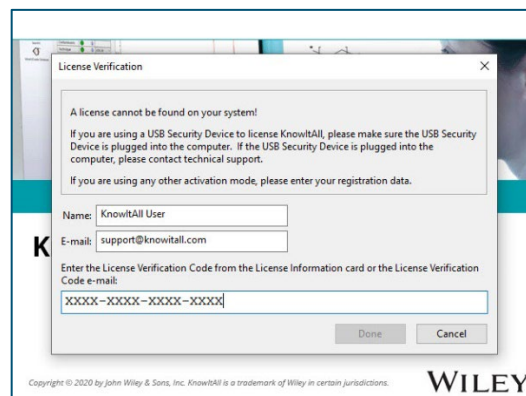 License Verification
A license cannot be found on your system!
If you are using a USB Security Device to license KnowItAll, please make sure the USB Security
Device is plugged into the computer. If the USB Security Device is plugged into the
computer, please contact technical support.
If you are using any other activation mode, please enter your registration data.
Name: KnowItAll User
K
E-mail: support@knowitall.com
Enter the License Verification Code from the License Information card or the License Verification
Code e-mail:
XXXX-XXXX-XXXX-XXXX
Done Cancel
Copyright © 2020 by John Wiley & Sons, Inc. KnowItAll is a trademark of Wiley in certain jurisdictions.
WILEY